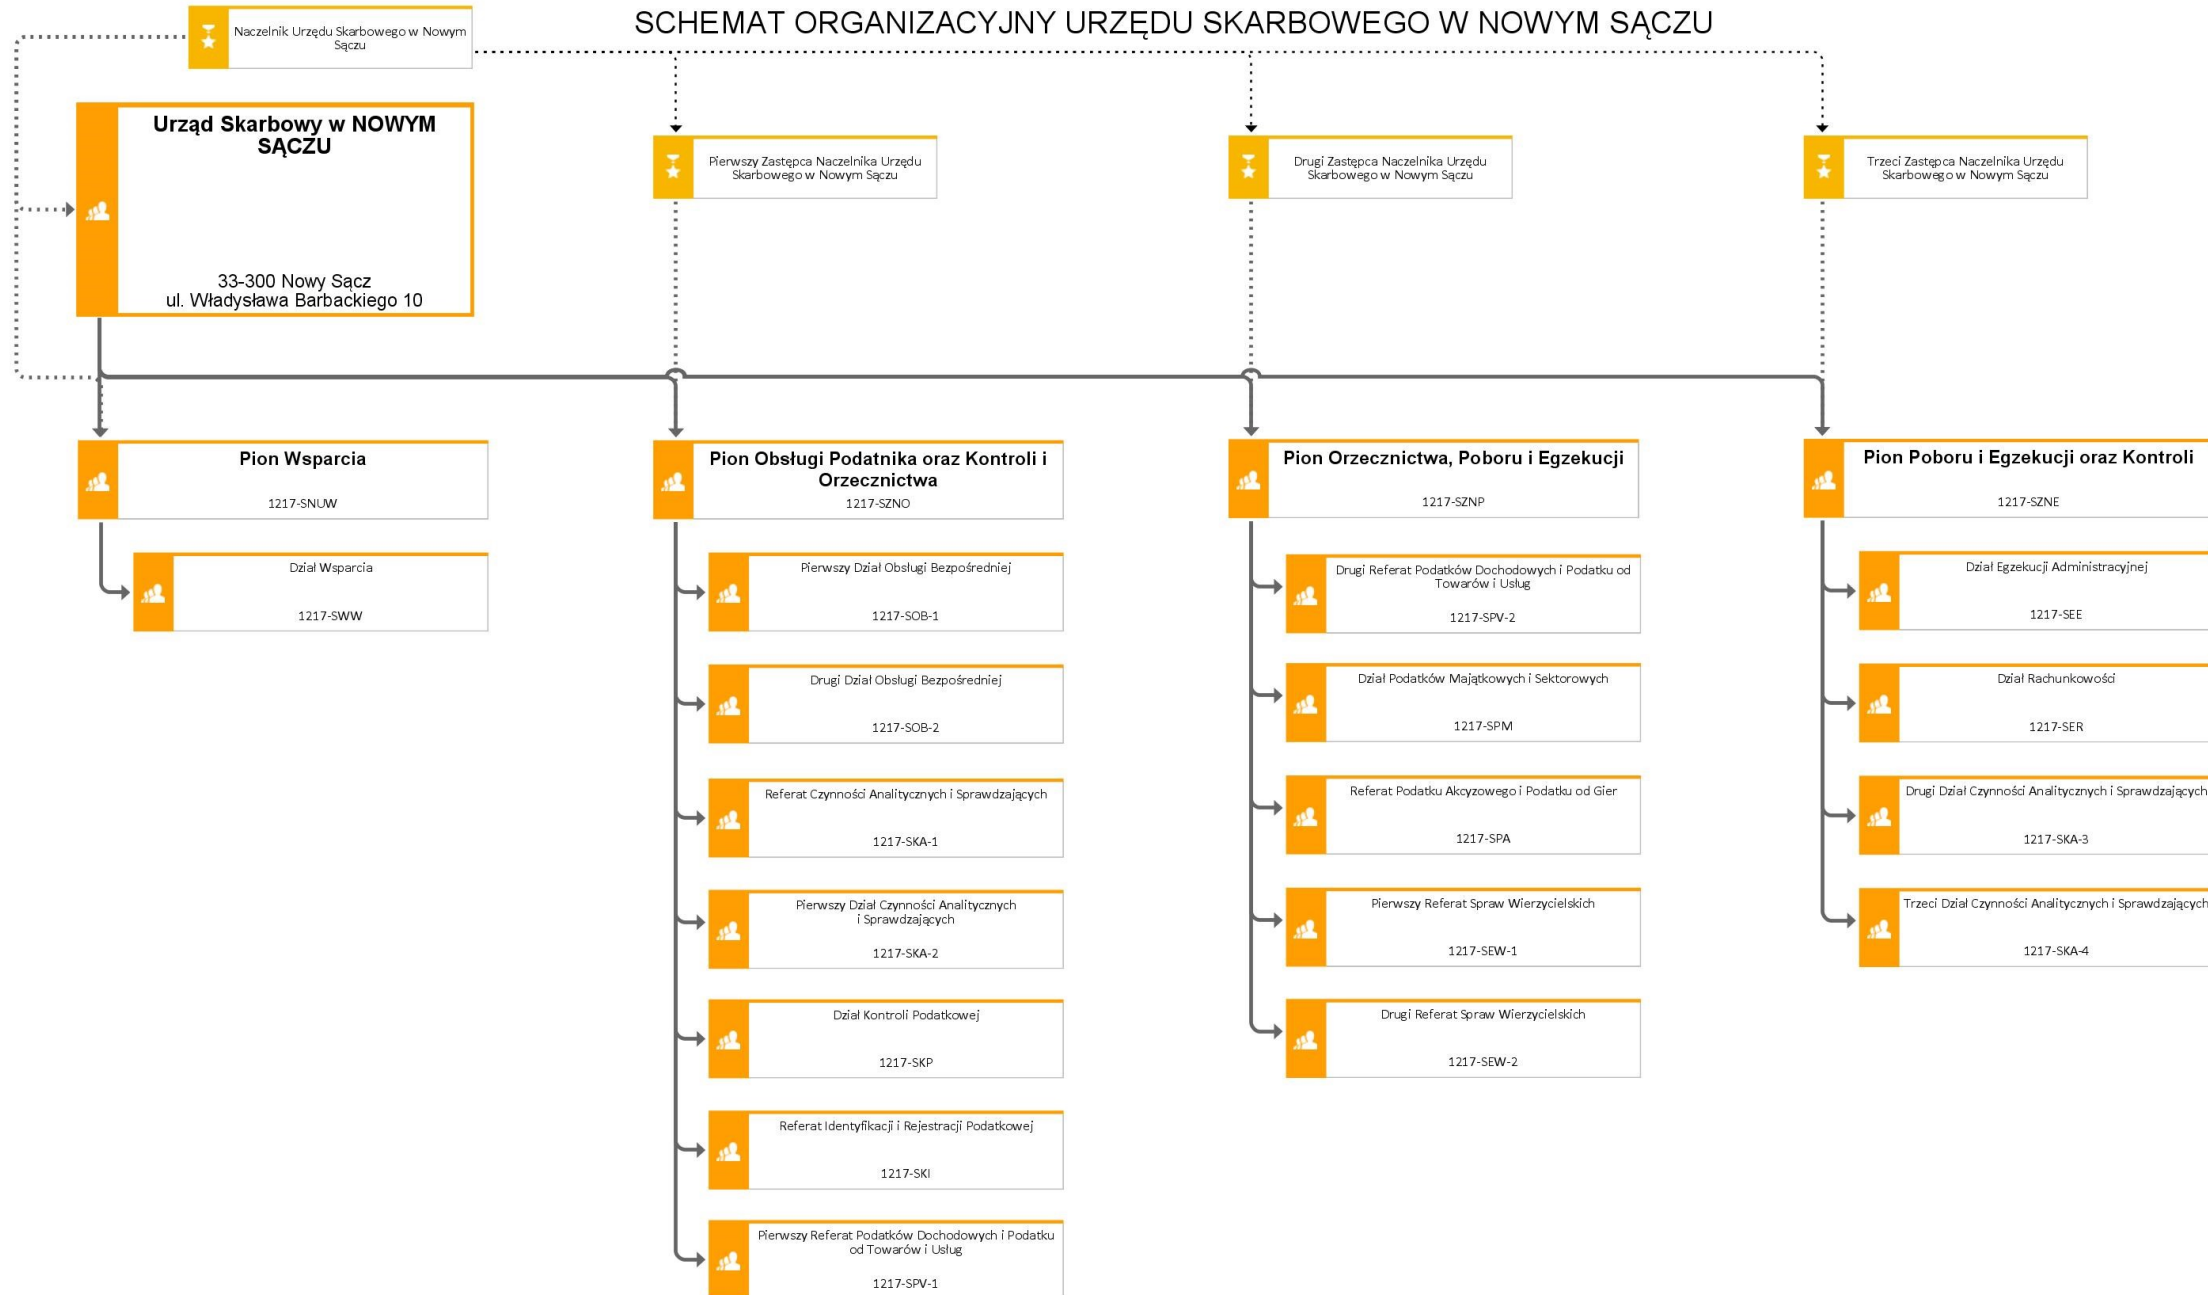 SCHEMAT ORGANIZACYJNY URZĘDU SKARBOWEGO W NOWYM SĄCZU
Naczelnik Urzędu Skarbowego w Nowym
Sączu
Urząd Skarbowy w NOWYM
SĄCZU
33-300 Nowy Sącz
ul. Władysława Barbackiego 10
Pierwszy Zastępca Naczelnika Urzędu
Skarbowego w Nowym Sączu
Drugi Zastępca Naczelnika Urzędu
Skarbowego w Nowym Sączu
Trzeci Zastępca Naczelnika Urzędu
Skarbowego w Nowym Sączu
Pion Wsparcia
1217-SNUW
Dział Wsparcia
1217-SWW
Pion Obsługi Podatnika oraz Kontroli i
Orzecznictwa
1217-SZNO
Pierwszy Dział Obsługi Bezpośredniej
1217-SOB-1
Drugi Dział Obsługi Bezpośredniej
1217-SOB-2
Referat Czynności Analitycznych i Sprawdzających
1217-SKA-1
Pierwszy Dział Czynności Analitycznych
i Sprawdzających
1217-SKA-2
Dział Kontroli Podatkowej
1217-SKP
Referat Identyfikacji i Rejestracji Podatkowej
1217-SKI
Pierwszy Referat Podatków Dochodowych i Podatku
od Towarów i Usług
1217-SPV-1
Pion Orzecznictwa, Poboru i Egzekucji
1217-SZNP
Drugi Referat Podatków Dochodowych i Podatku od
Towarów i Usług
1217-SPV-2
Dział Podatków Majątkowych i Sektorowych
1217-SPM
Referat Podatku Akcyzowego i Podatku od Gier
1217-SPA
Pierwszy Referat Spraw Wierzycielskich
1217-SEW-1
Drugi Referat Spraw Wierzycielskich
1217-SEW-2
Pion Poboru i Egzekucji oraz Kontroli
1217-SZNE
Dział Egzekucji Administracyjnej
1217-SEE
Dział Rachunkowości
1217-SER
Drugi Dział Czynności Analitycznych i Sprawdzających
1217-SKA-3
Trzeci Dział Czynności Analitycznych i Sprawdzających
1217-SKA-4